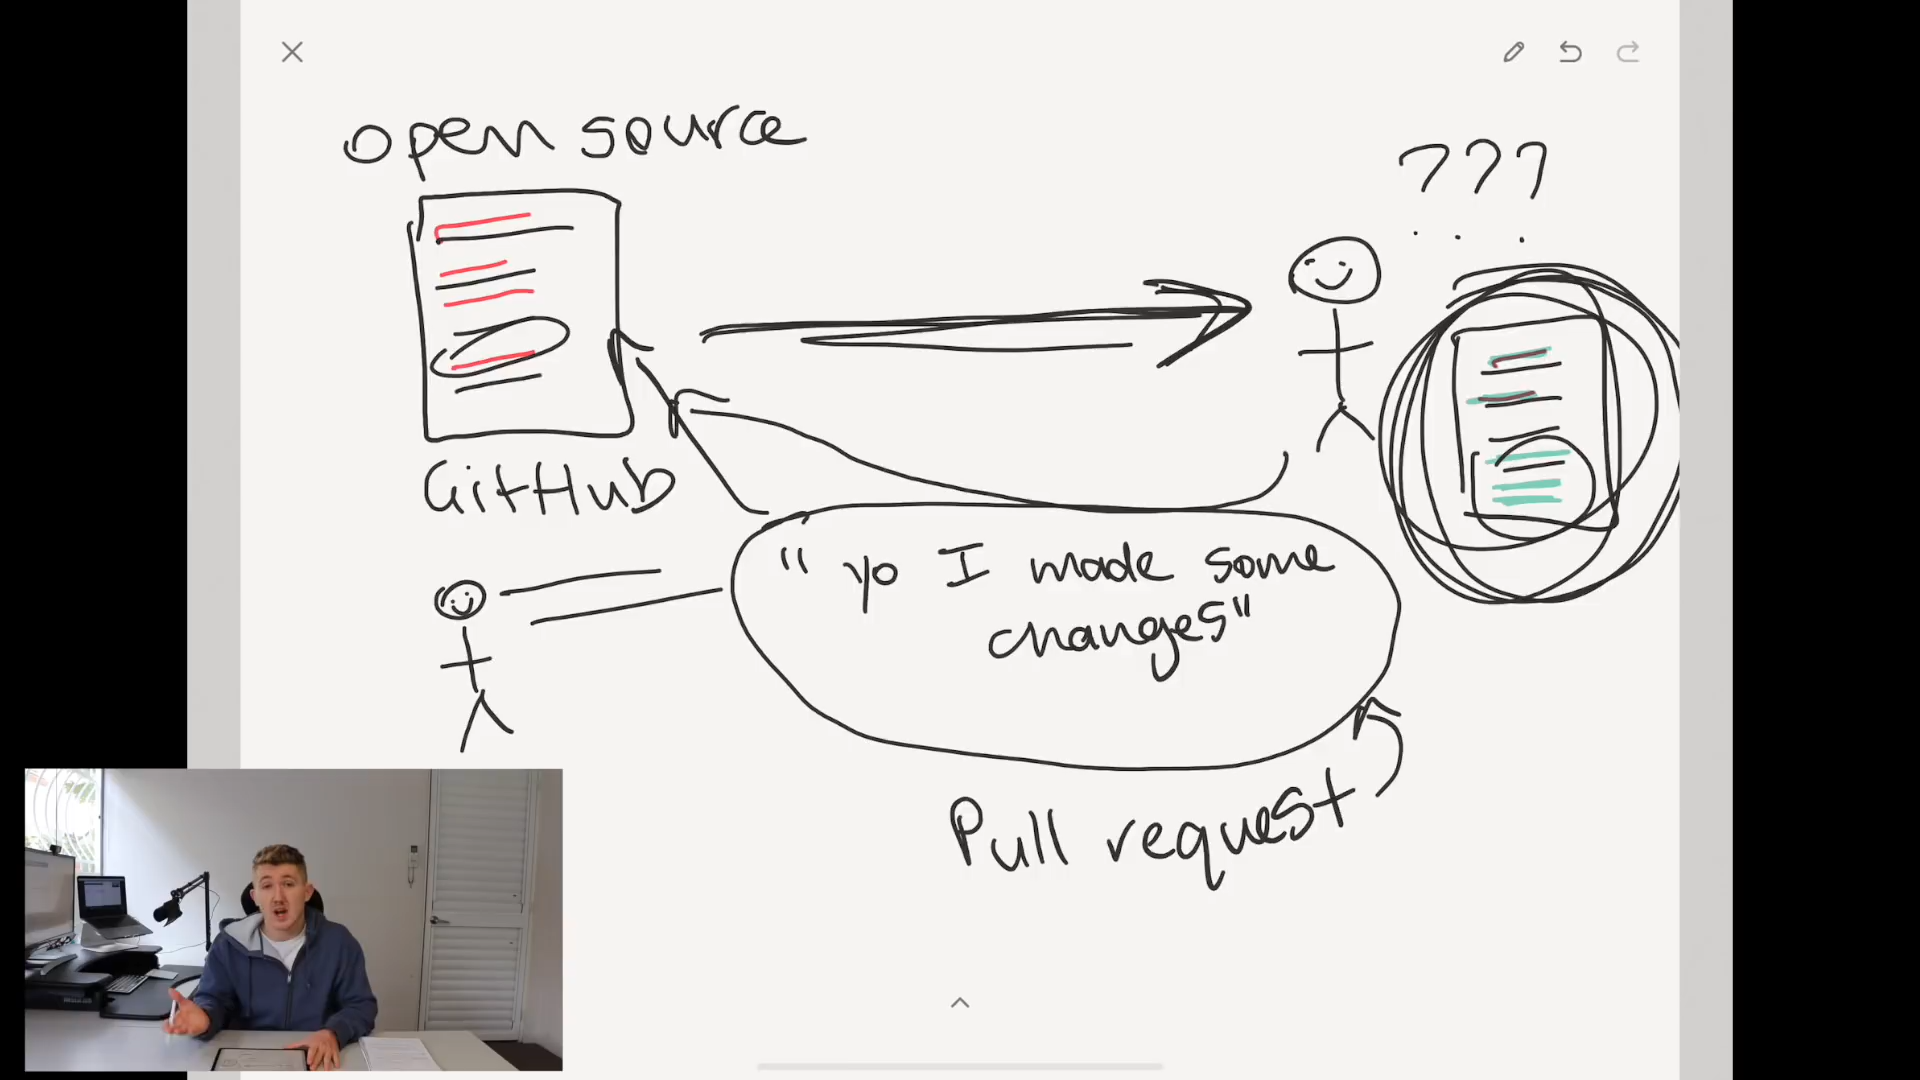 open source
???
GitHub
"yo I made some
changes"
Pull request